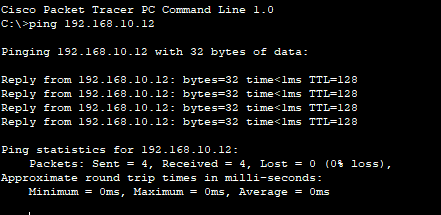 Cisco Packet Tracer PC Command Line 1.0
C:\>ping 192.168.10.12
Pinging 192.168.10.12 with 32 bytes of data:
Reply from 192.168.10.12: bytes=32 time<1ms TTL=128
Reply from 192.168.10.12: bytes=32 time<1ms TTL=128
Reply from 192.168.10.12: bytes=32 time<1ms TTL=128
Reply from 192.168.10.12: bytes=32 time<1ms TTL=128
Ping statistics for 192.168.10.12:
Packets: Sent = 4, Received = 4, Lost = 0 (0% loss),
Approximate round trip times in milli-seconds:
Minimum = 0ms, Maximum = 0ms, Average = 0ms